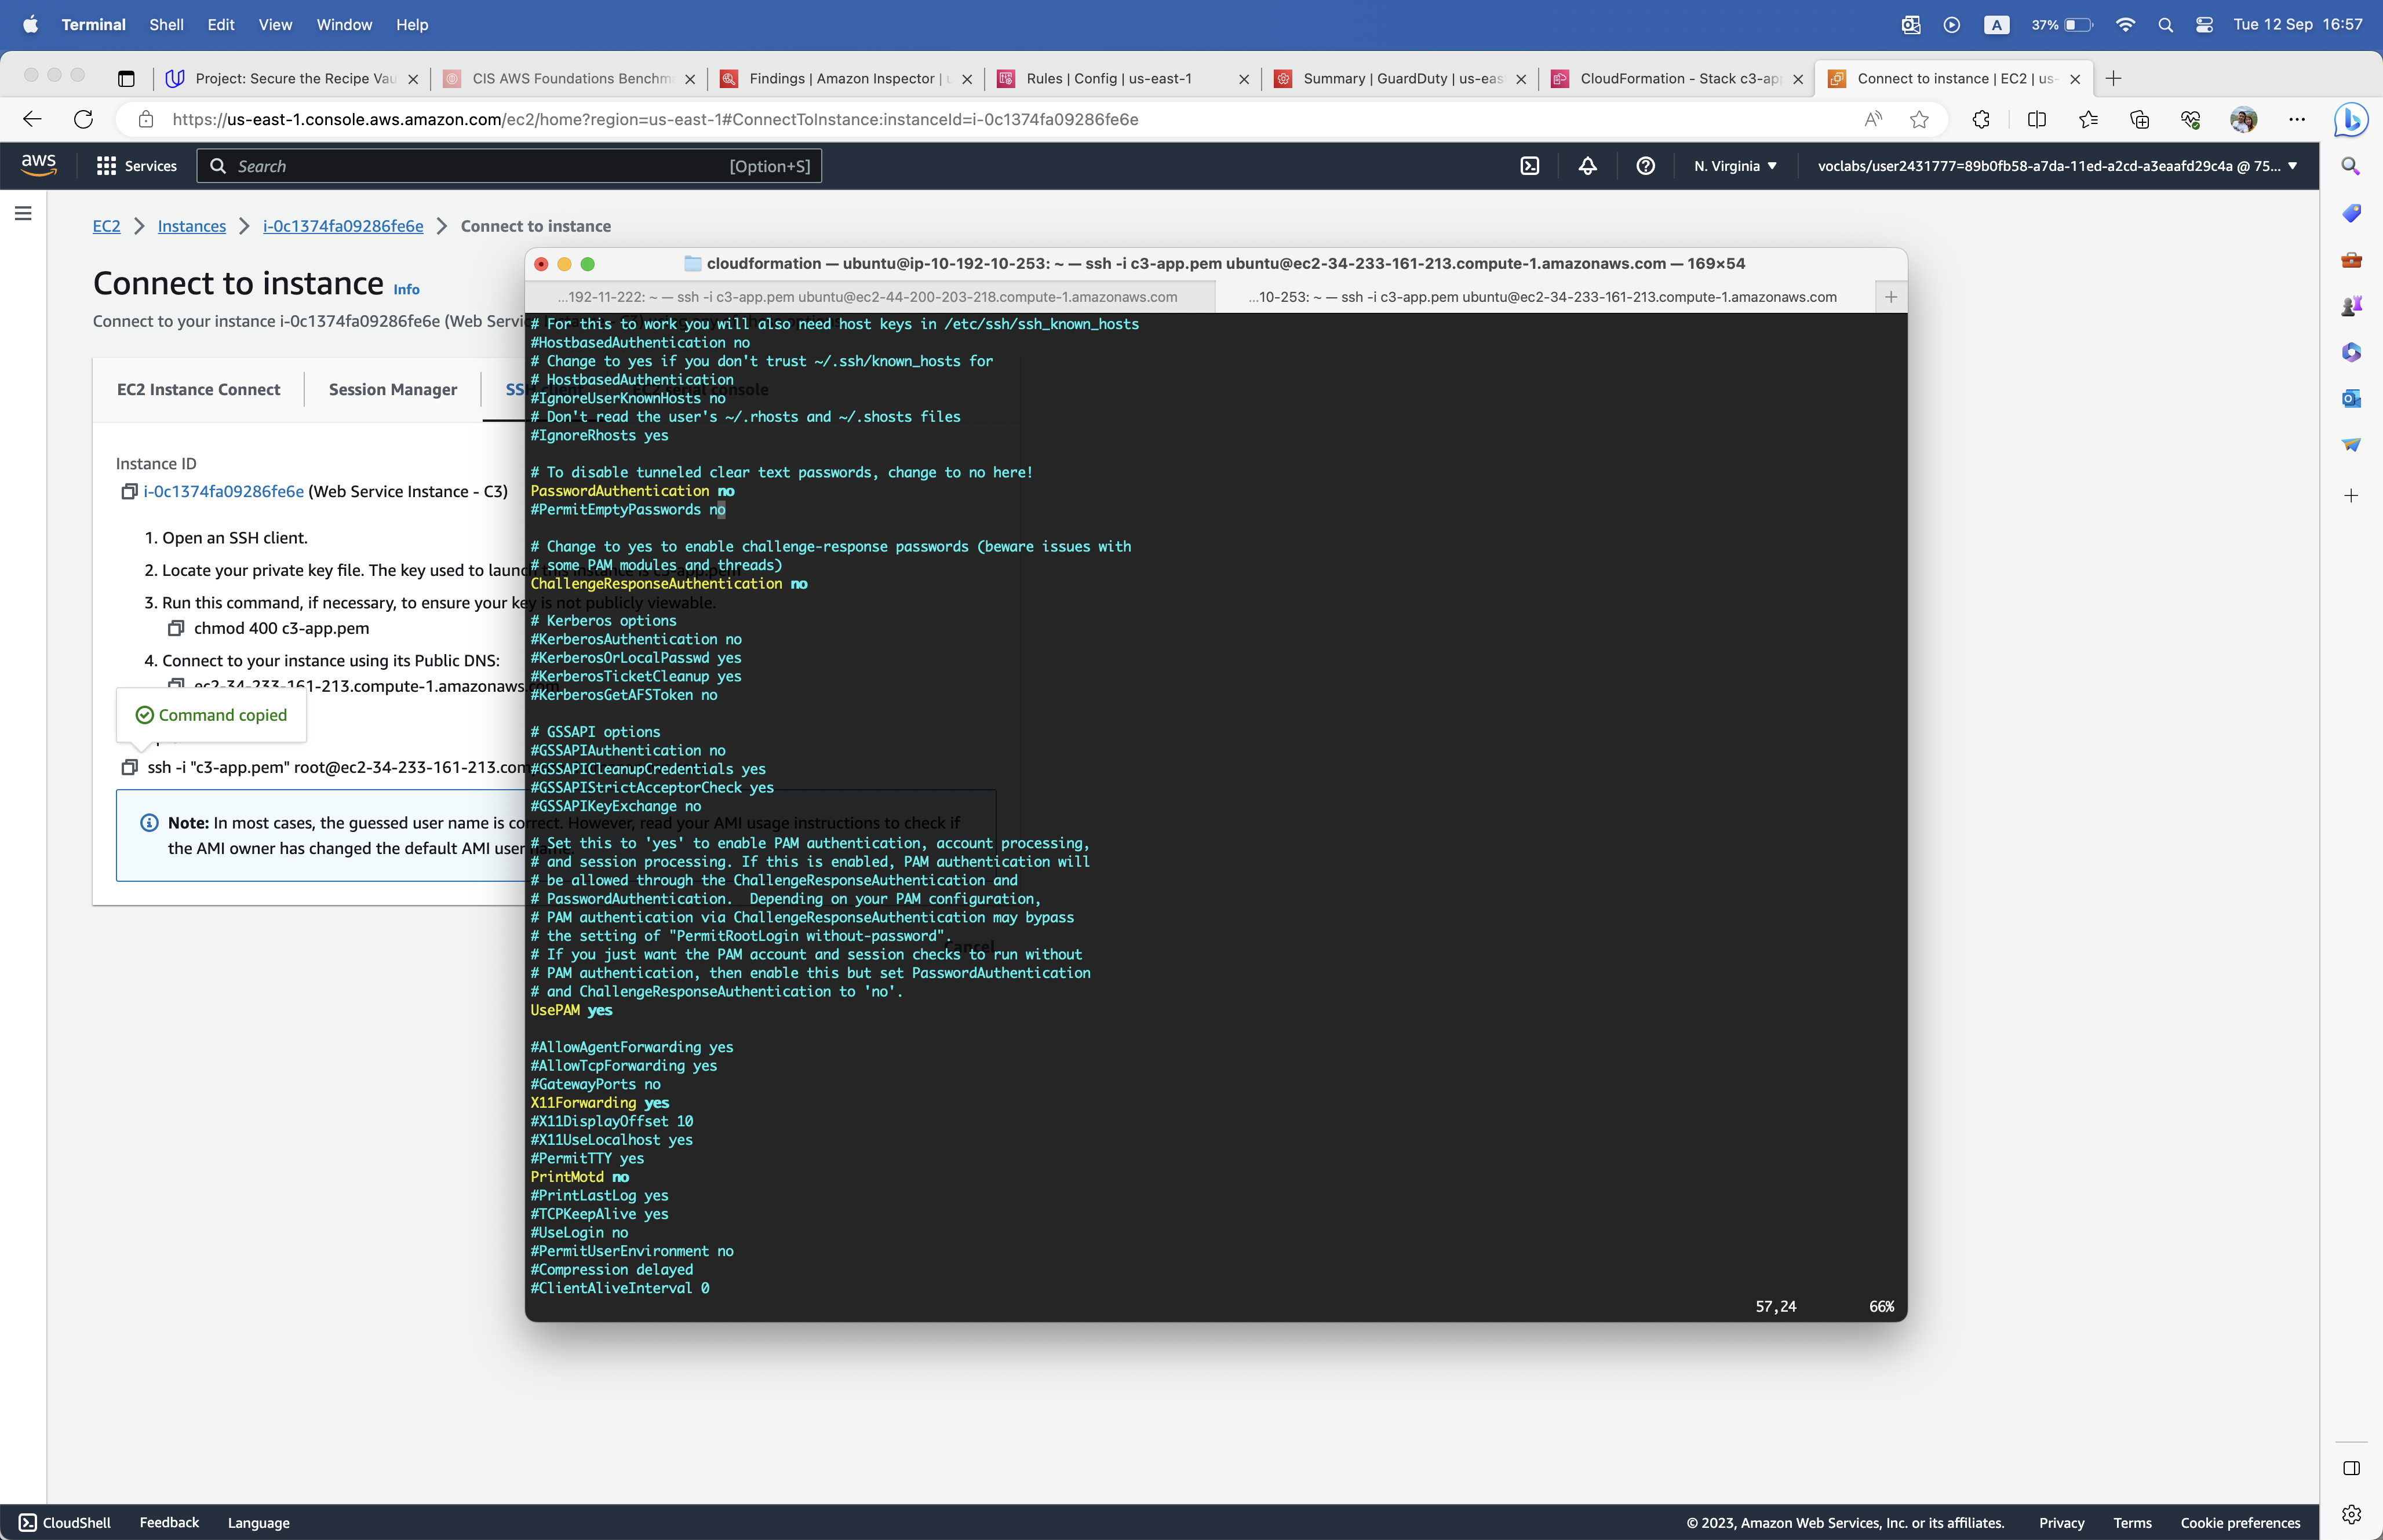 Terminal Shell Edit View Window Help
A 37% Tue 12 Sep 16:57
Project: Secure the Recipe Vau
CIS AWS Foundations Benchm
Findings | Amazon Inspector | u
Rules | Config | us-east-1
Summary | GuardDuty | us-eas
CloudFormation - Stack c3-app
Connect to instance | EC2 | us-
https://us-east-1.console.aws.amazon.com/ec2/home?region=us-east-1#ConnectToInstance:instanceId=i-0c1374fa09286fe6e
aws Services Search [Option+S] N. Virginia voclabs/user2431777=89b0fb58-a7da-11ed-a2cd-a3eaafd29c4a @ 75...
EC2 Instances i-0c1374fa09286fe6e Connect to instance
Connect to instance Info
Connect to your instance i-0c1374fa09286fe6e (Web Servi
EC2 Instance Connect Session Manager SSH client EC2 serial console
Instance ID
i-0c1374fa09286fe6e (Web Service Instance - C3)
1. Open an SSH client.
2. Locate your private key file. The key used to launch this instance is c3-app.pem
3. Run this command, if necessary, to ensure your key is not publicly viewable.
chmod 400 c3-app.pem
4. Connect to your instance using its Public DNS:
ec2-34-233-161-213.compute-1.amazonaws.com
Command copied
ssh -i "c3-app.pem" root@ec2-34-233-161-213.com
Note: In most cases, the guessed user name is correct. However, read your AMI usage instructions to check if
the AMI owner has changed the default AMI user name.
Cancel
cloudformation — ubuntu@ip-10-192-10-253: ~ — ssh -i c3-app.pem ubuntu@ec2-34-233-161-213.compute-1.amazonaws.com — 169×54
...192-11-222: ~ — ssh -i c3-app.pem ubuntu@ec2-44-200-203-218.compute-1.amazonaws.com
...10-253: ~ — ssh -i c3-app.pem ubuntu@ec2-34-233-161-213.compute-1.amazonaws.com
# For this to work you will also need host keys in /etc/ssh/ssh_known_hosts
#HostbasedAuthentication no
# Change to yes if you don't trust ~/.ssh/known_hosts for
# HostbasedAuthentication
#IgnoreUserKnownHosts no
# Don't read the user's ~/.rhosts and ~/.shosts files
#IgnoreRhosts yes
# To disable tunneled clear text passwords, change to no here!
PasswordAuthentication no
#PermitEmptyPasswords no
# Change to yes to enable challenge-response passwords (beware issues with
# some PAM modules and threads)
ChallengeResponseAuthentication no
# Kerberos options
#KerberosAuthentication no
#KerberosOrLocalPasswd yes
#KerberosTicketCleanup yes
#KerberosGetAFSToken no
# GSSAPI options
#GSSAPIAuthentication no
#GSSAPICleanupCredentials yes
#GSSAPIStrictAcceptorCheck yes
#GSSAPIKeyExchange no
# Set this to 'yes' to enable PAM authentication, account processing,
# and session processing. If this is enabled, PAM authentication will
# be allowed through the ChallengeResponseAuthentication and
# PasswordAuthentication.  Depending on your PAM configuration,
# PAM authentication via ChallengeResponseAuthentication may bypass
# the setting of "PermitRootLogin without-password".
# If you just want the PAM account and session checks to run without
# PAM authentication, then enable this but set PasswordAuthentication
# and ChallengeResponseAuthentication to 'no'.
UsePAM yes
#AllowAgentForwarding yes
#AllowTcpForwarding yes
#GatewayPorts no
X11Forwarding yes
#X11DisplayOffset 10
#X11UseLocalhost yes
#PermitTTY yes
PrintMotd no
#PrintLastLog yes
#TCPKeepAlive yes
#UseLogin no
#PermitUserEnvironment no
#Compression delayed
#ClientAliveInterval 0
57,24 66%
CloudShell Feedback Language © 2023, Amazon Web Services, Inc. or its affiliates. Privacy Terms Cookie preferences